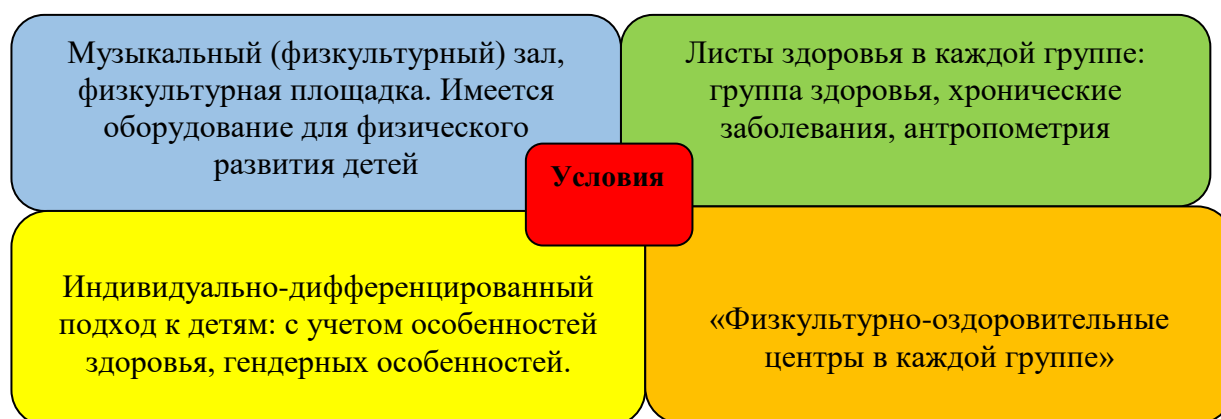 Музыкальный (физкультурный) зал,
физкультурная площадка. Имеется
оборудование для физического
развития детей
Листы здоровья в каждой группе:
группа здоровья, хронические
заболевания, антропометрия
Условия
Индивидуально-дифференцированный
подход к детям: с учетом особенностей
здоровья, гендерных особенностей.
«Физкультурно-оздоровительные
центры в каждой группе»